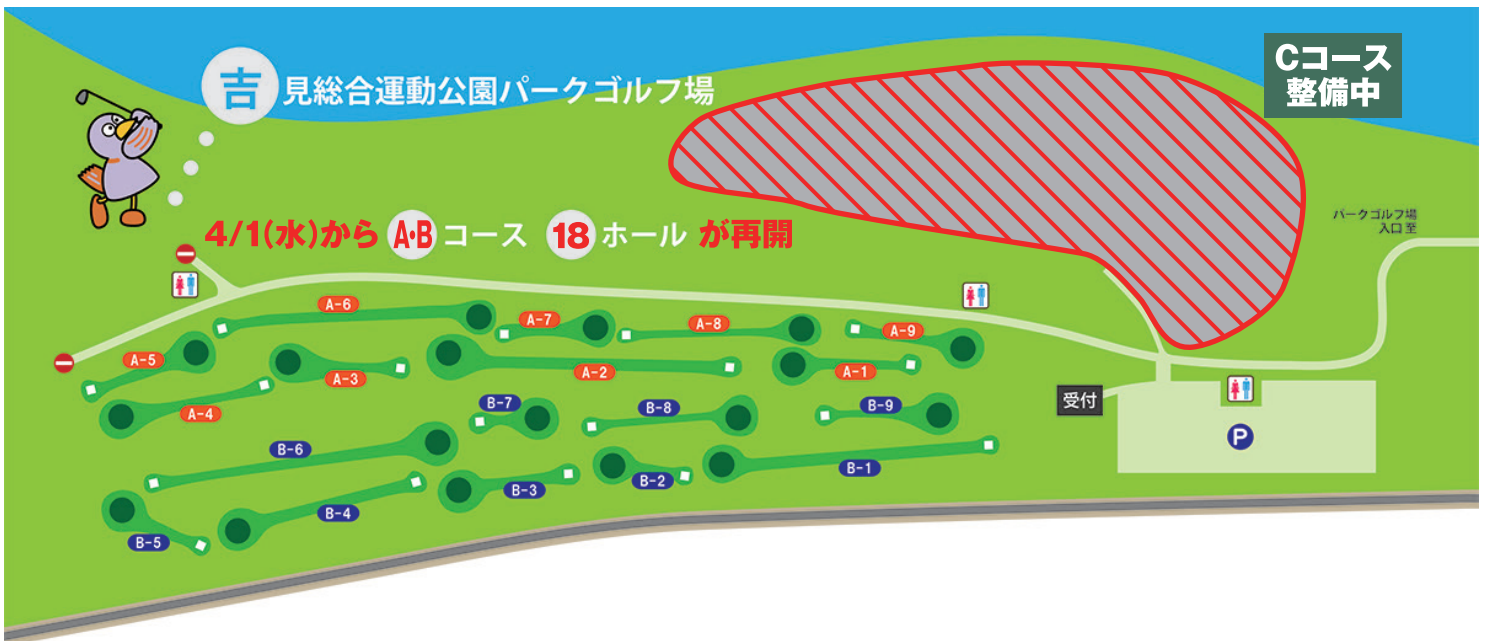 Cコース
整備中
吉見総合運動公園パークゴルフ場
4/1(水)から A・B コース 18 ホール が再開
パークゴルフ場
入口 至
A-6
A-7
A-8
A-9
A-5
A-3
A-2
A-1
A-4
B-7
B-8
B-9
受付
P
B-6
B-1
B-2
B-3
B-4
B-5